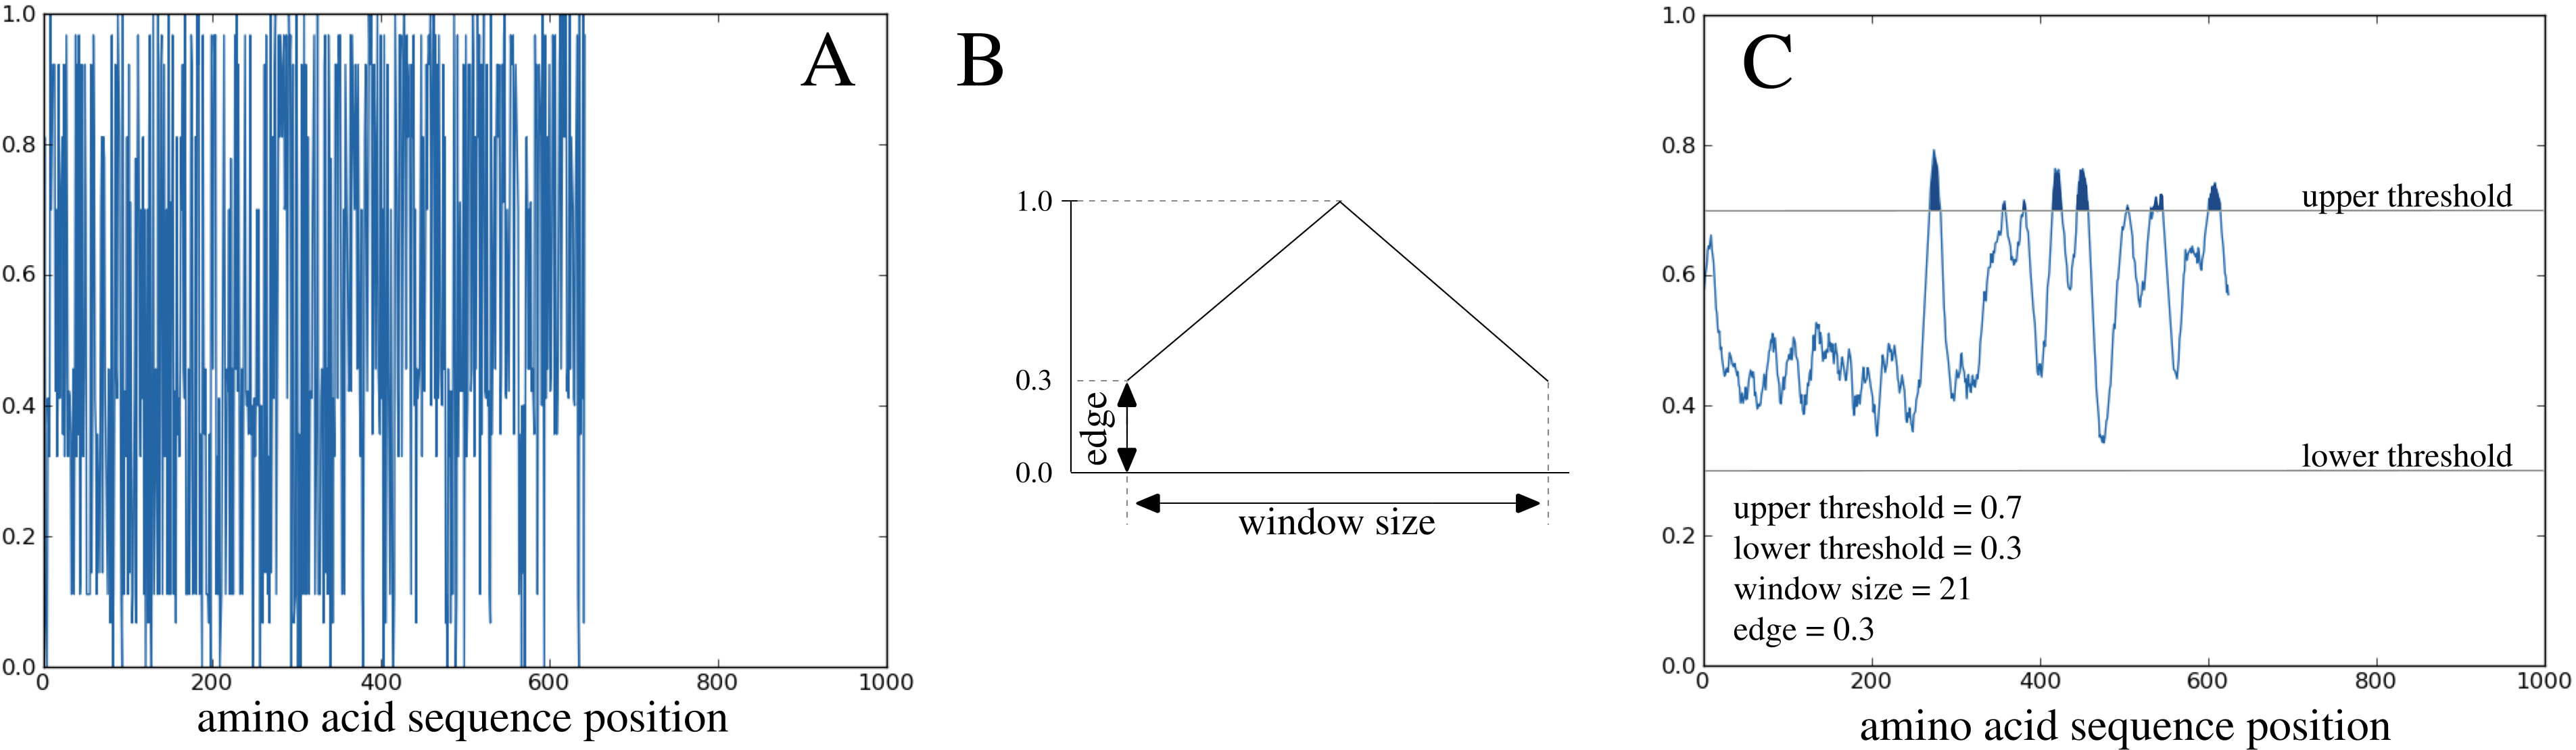 A
1.0
0.8
0.6
0.4
0.2
0.0
0
200
400
600
800
1000
amino acid sequence position
B
1.0
0.3
0.0
edge
window size
C
1.0
0.8
0.6
0.4
0.2
0.0
upper threshold
lower threshold
upper threshold = 0.7
lower threshold = 0.3
window size = 21
edge = 0.3
0
200
400
600
800
1000
amino acid sequence position